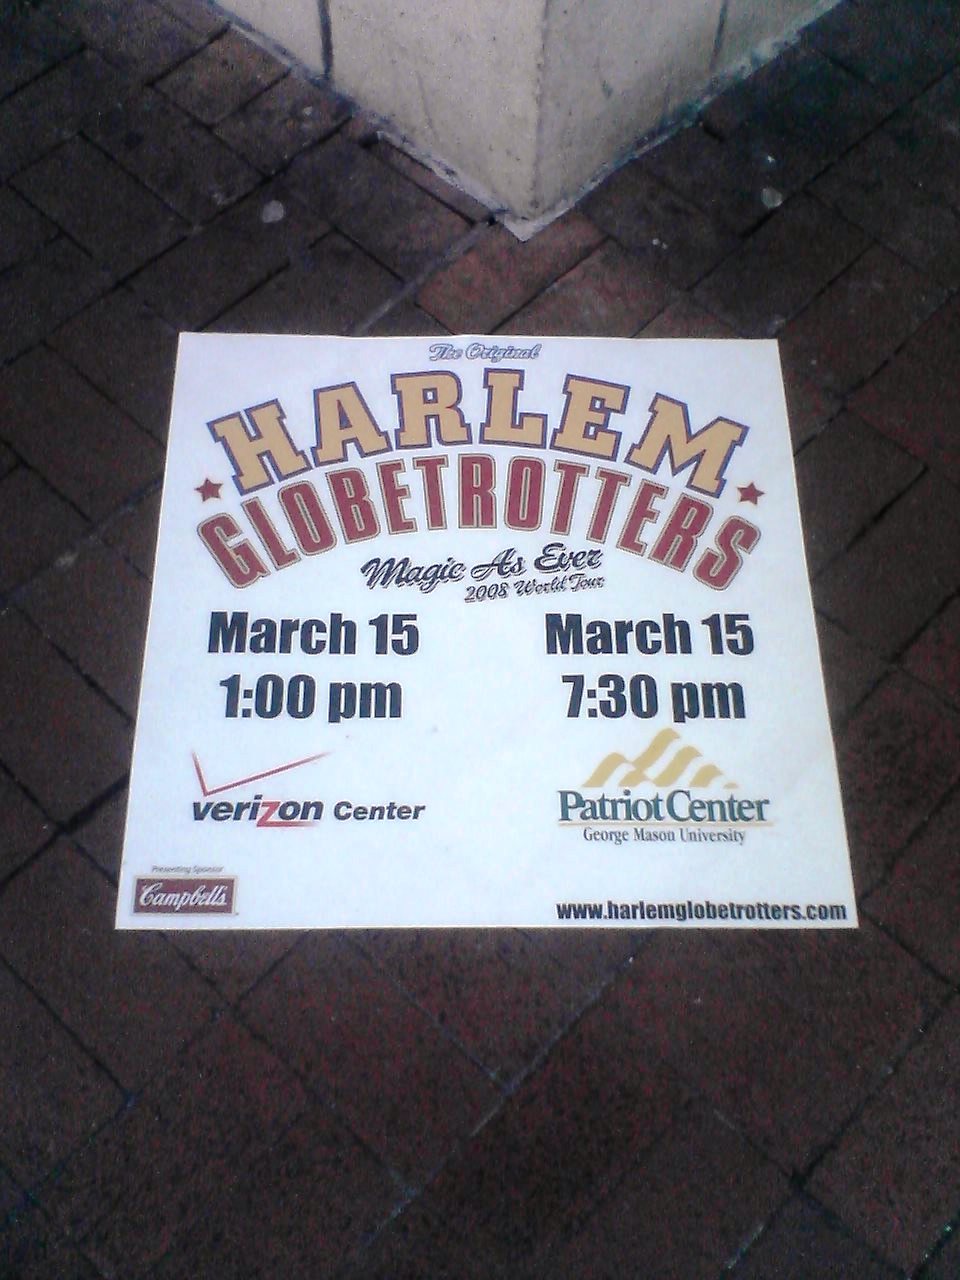 The Original
HARLEM
GLOBETROTTERS
Magic As Ever
2008 World Tour
March 15
1:00 pm
verizon Center
March 15
7:30 pm
Patriot Center
George Mason University
Presenting Sponsor
Campbell's
www.harlemglobetrotters.com